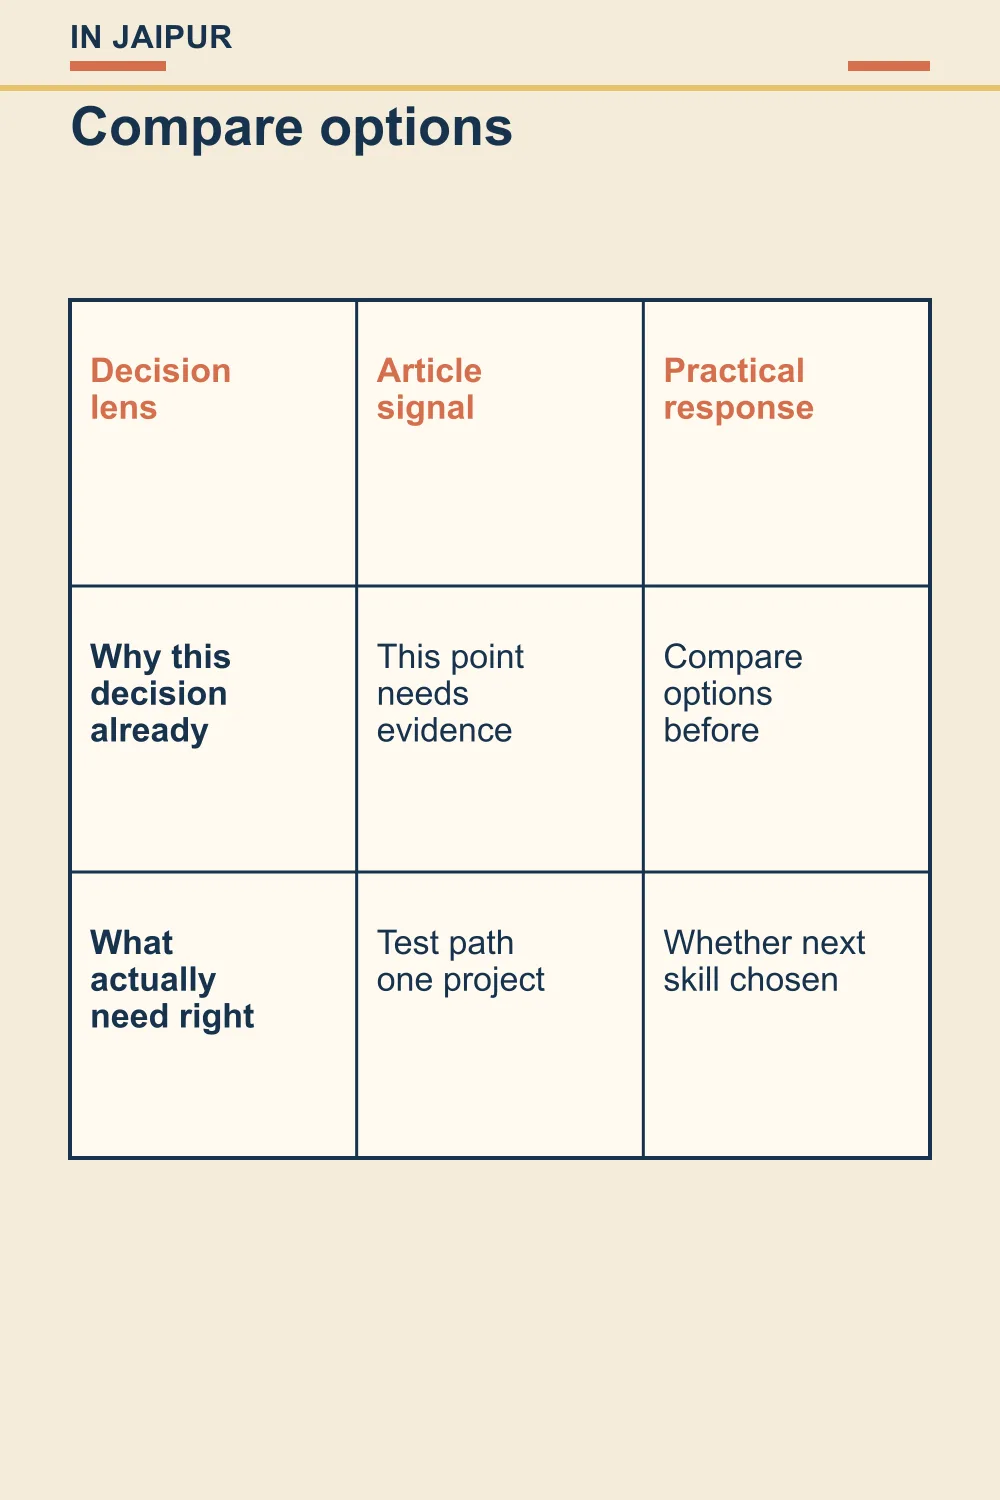 IN JAIPUR
Compare options
Decision
lens
Article
signal
Practical
response
Why this
decision
already
This point
needs
evidence
Compare
options
before
What
actually
need right
Test path
one project
Whether next
skill chosen